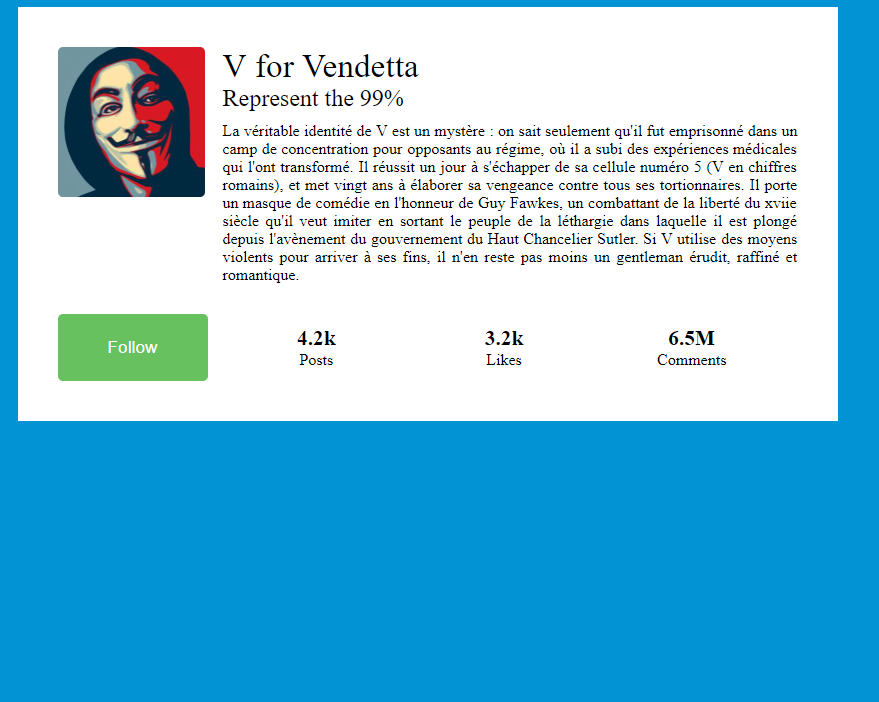 V for Vendetta
Represent the 99%
La véritable identité de V est un mystère : on sait seulement qu'il fut emprisonné dans un
camp de concentration pour opposants au régime, où il a subi des expériences médicales
qui l'ont transformé. Il réussit un jour à s'échapper de sa cellule numéro 5 (V en chiffres
romains), et met vingt ans à élaborer sa vengeance contre tous ses tortionnaires. Il porte
un masque de comédie en l'honneur de Guy Fawkes, un combattant de la liberté du xviie
siècle qu'il veut imiter en sortant le peuple de la léthargie dans laquelle il est plongé
depuis l'avènement du gouvernement du Haut Chancelier Sutler. Si V utilise des moyens
violents pour arriver à ses fins, il n'en reste pas moins un gentleman érudit, raffiné et
romantique.
Follow
4.2k
Posts
3.2k
Likes
6.5M
Comments